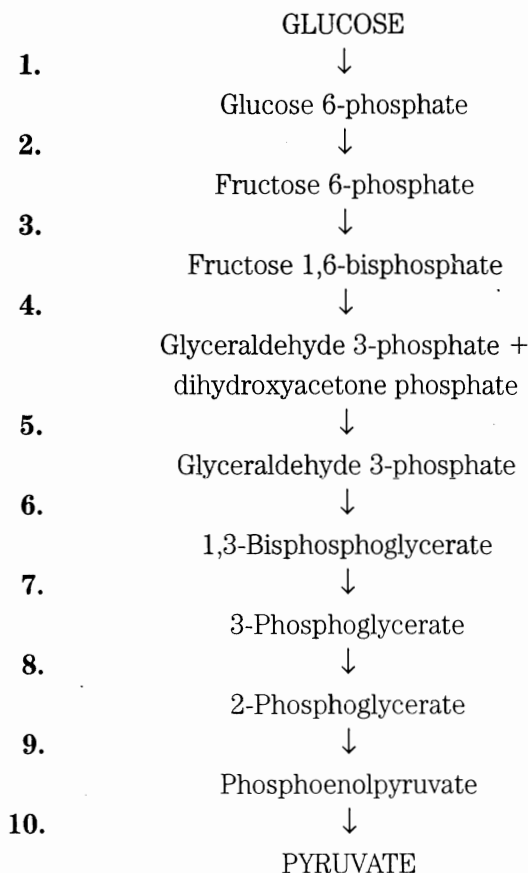 GLUCOSE
1. ↓
Glucose 6-phosphate
2. ↓
Fructose 6-phosphate
3. ↓
Fructose 1,6-bisphosphate
4. ↓
Glyceraldehyde 3-phosphate +
dihydroxyacetone phosphate
5. ↓
Glyceraldehyde 3-phosphate
6. ↓
1,3-Bisphosphoglycerate
7. ↓
3-Phosphoglycerate
8. ↓
2-Phosphoglycerate
9. ↓
Phosphoenolpyruvate
10. ↓
PYRUVATE